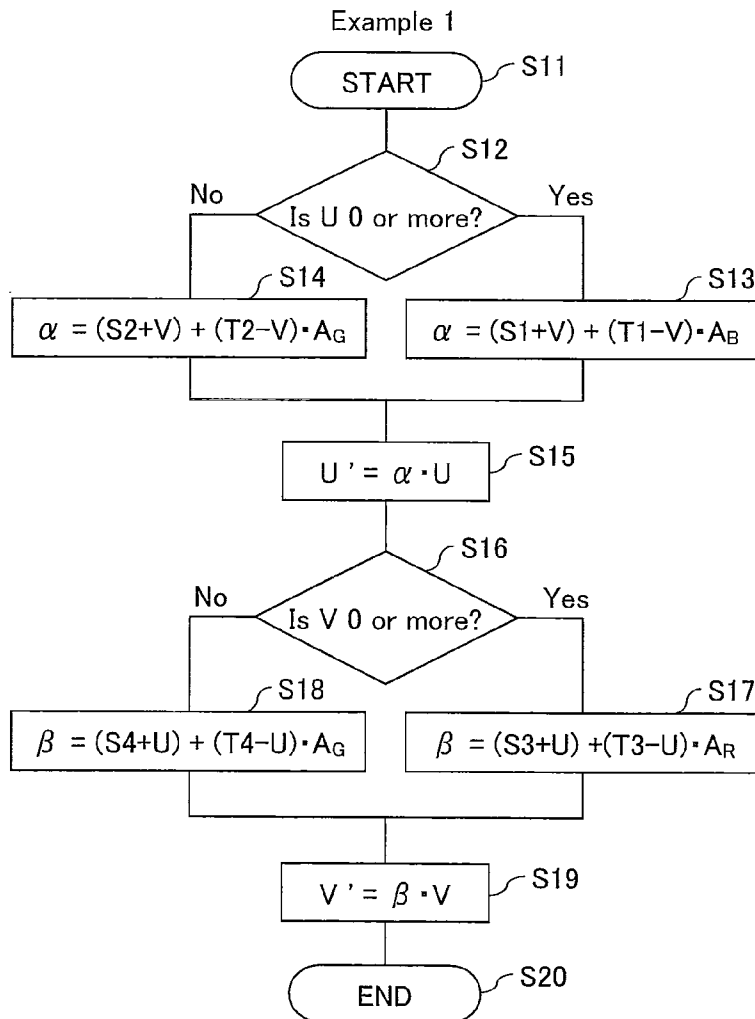 Example 1
START
S11
S12
No
Is U 0 or more?
Yes
S14
α = (S2+V) + (T2-V)・A_G
S13
α = (S1+V) + (T1-V)・A_B
U ' = α・U
S15
S16
No
Is V 0 or more?
Yes
S18
β = (S4+U) + (T4-U)・A_G
S17
β = (S3+U) +(T3-U)・A_R
V ' = β・V
S19
END
S20